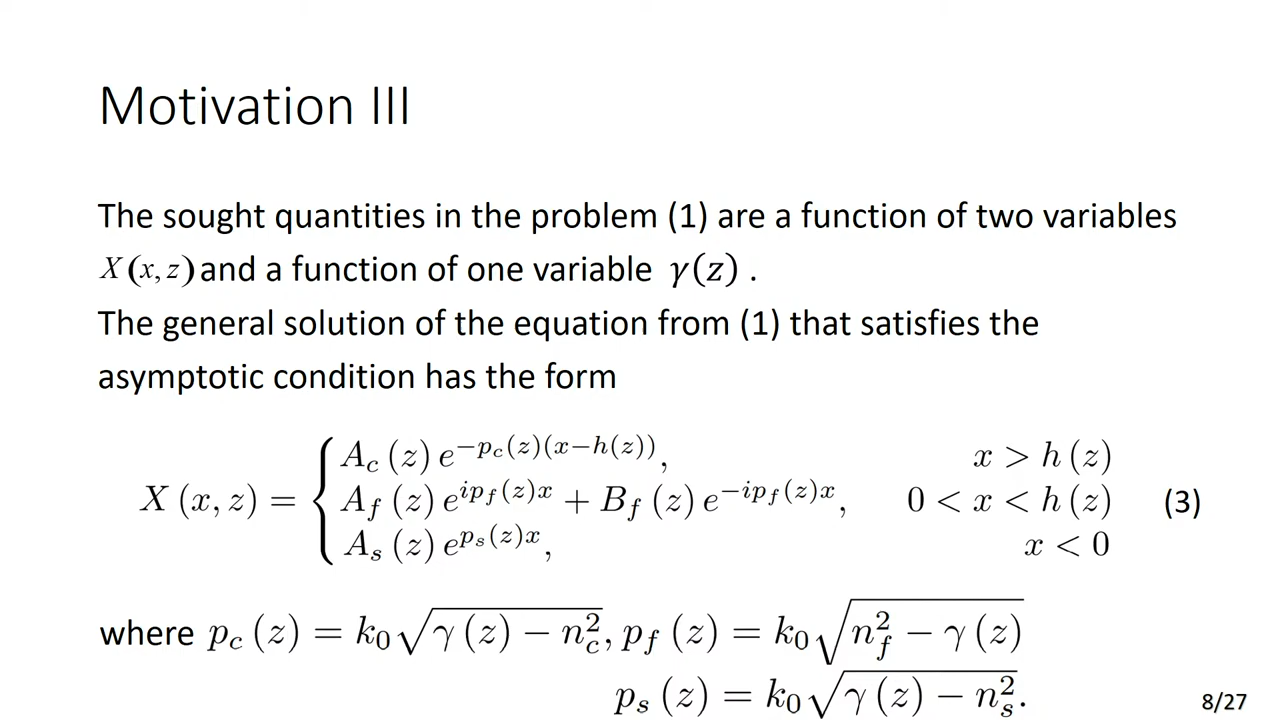 Motivation III
The sought quantities in the problem (1) are a function of two variables
X(x, z) and a function of one variable γ(z) .
The general solution of the equation from (1) that satisfies the
asymptotic condition has the form
X (x, z) = { A_c (z) e^{−p_c(z)(x−h(z))}, x > h (z)
A_f (z) e^{ip_f(z)x} + B_f (z) e^{−ip_f(z)x}, 0 < x < h (z) (3)
A_s (z) e^{p_s(z)x}, x < 0
where p_c (z) = k_0 √(γ (z) − n_c^2), p_f (z) = k_0 √(n_f^2 − γ (z))
p_s (z) = k_0 √(γ (z) − n_s^2).
8/27